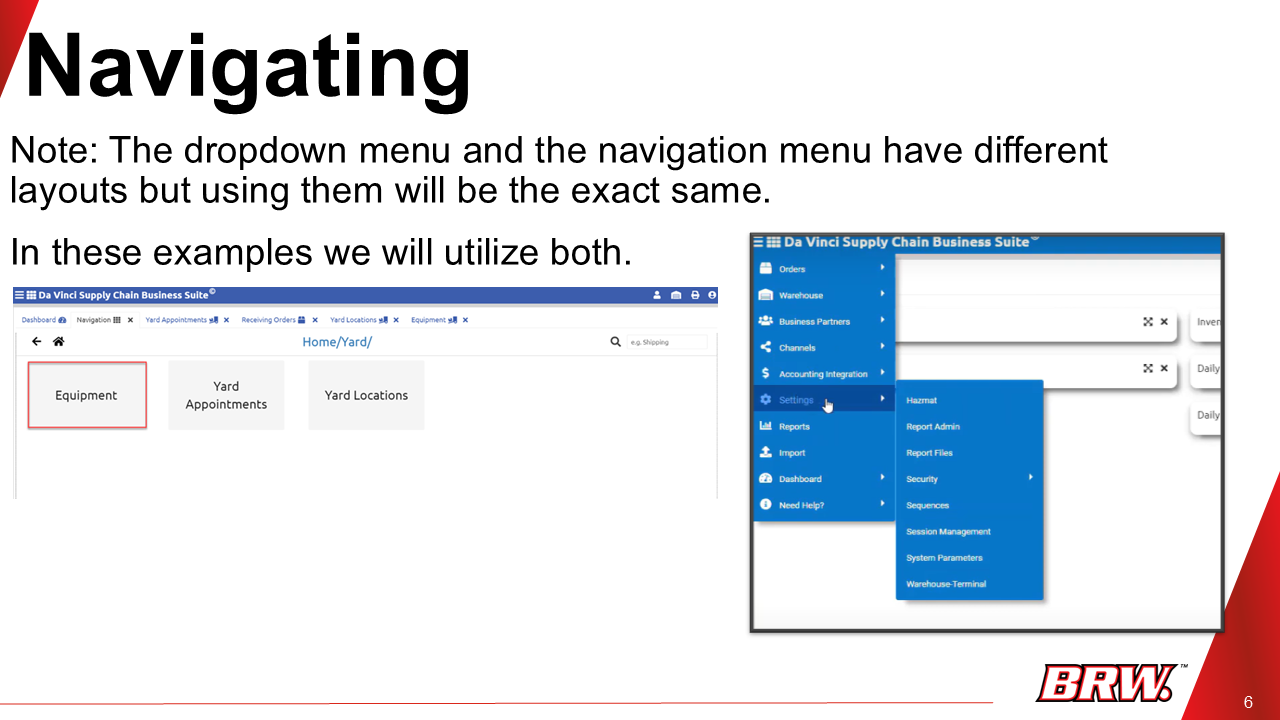 Navigating
Note: The dropdown menu and the navigation menu have different
layouts but using them will be the exact same.
In these examples we will utilize both.
Da Vinci Supply Chain Business Suite©
Dashboard Navigation Yard Appointments Receiving Orders Yard Locations Equipment
Home/Yard/
e.g. Shipping
Equipment
Yard
Appointments
Yard Locations
Da Vinci Supply Chain Business Suite©
Orders
Warehouse
Business Partners
Channels
Accounting Integration
Settings
Reports
Import
Dashboard
Need Help?
Hazmat
Report Admin
Report Files
Security
Sequences
Session Management
System Parameters
Warehouse-Terminal
Inven
Daily
Daily
BRW.™
6